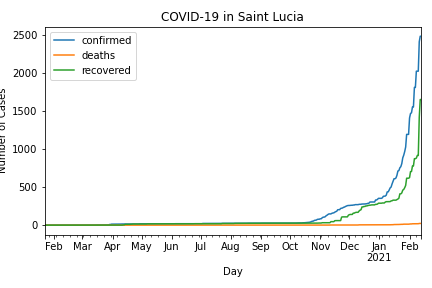 COVID-19 in Saint Lucia
confirmed
deaths
recovered
2500
2000
1500
1000
500
0
Number of Cases
Feb Mar Apr May Jun Jul Aug Sep Oct Nov Dec Jan Feb
2021
Day